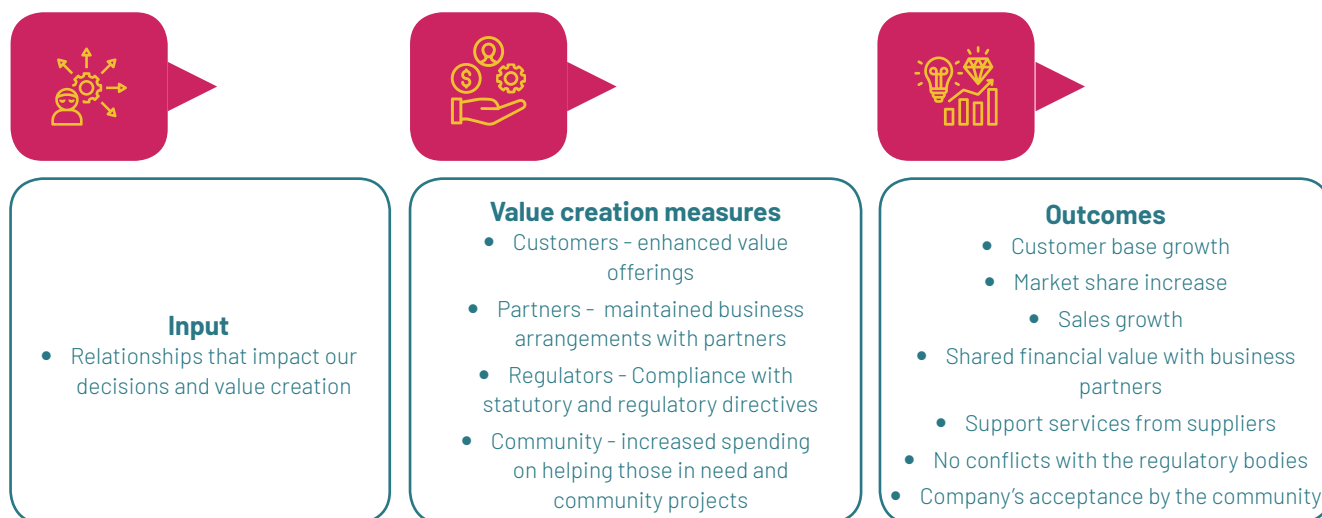 Input
• Relationships that impact our
decisions and value creation
Value creation measures
• Customers - enhanced value
offerings
• Partners - maintained business
arrangements with partners
• Regulators - Compliance with
statutory and regulatory directives
• Community - increased spending
on helping those in need and
community projects
Outcomes
• Customer base growth
• Market share increase
• Sales growth
• Shared financial value with business
partners
• Support services from suppliers
• No conflicts with the regulatory bodies
• Company's acceptance by the community